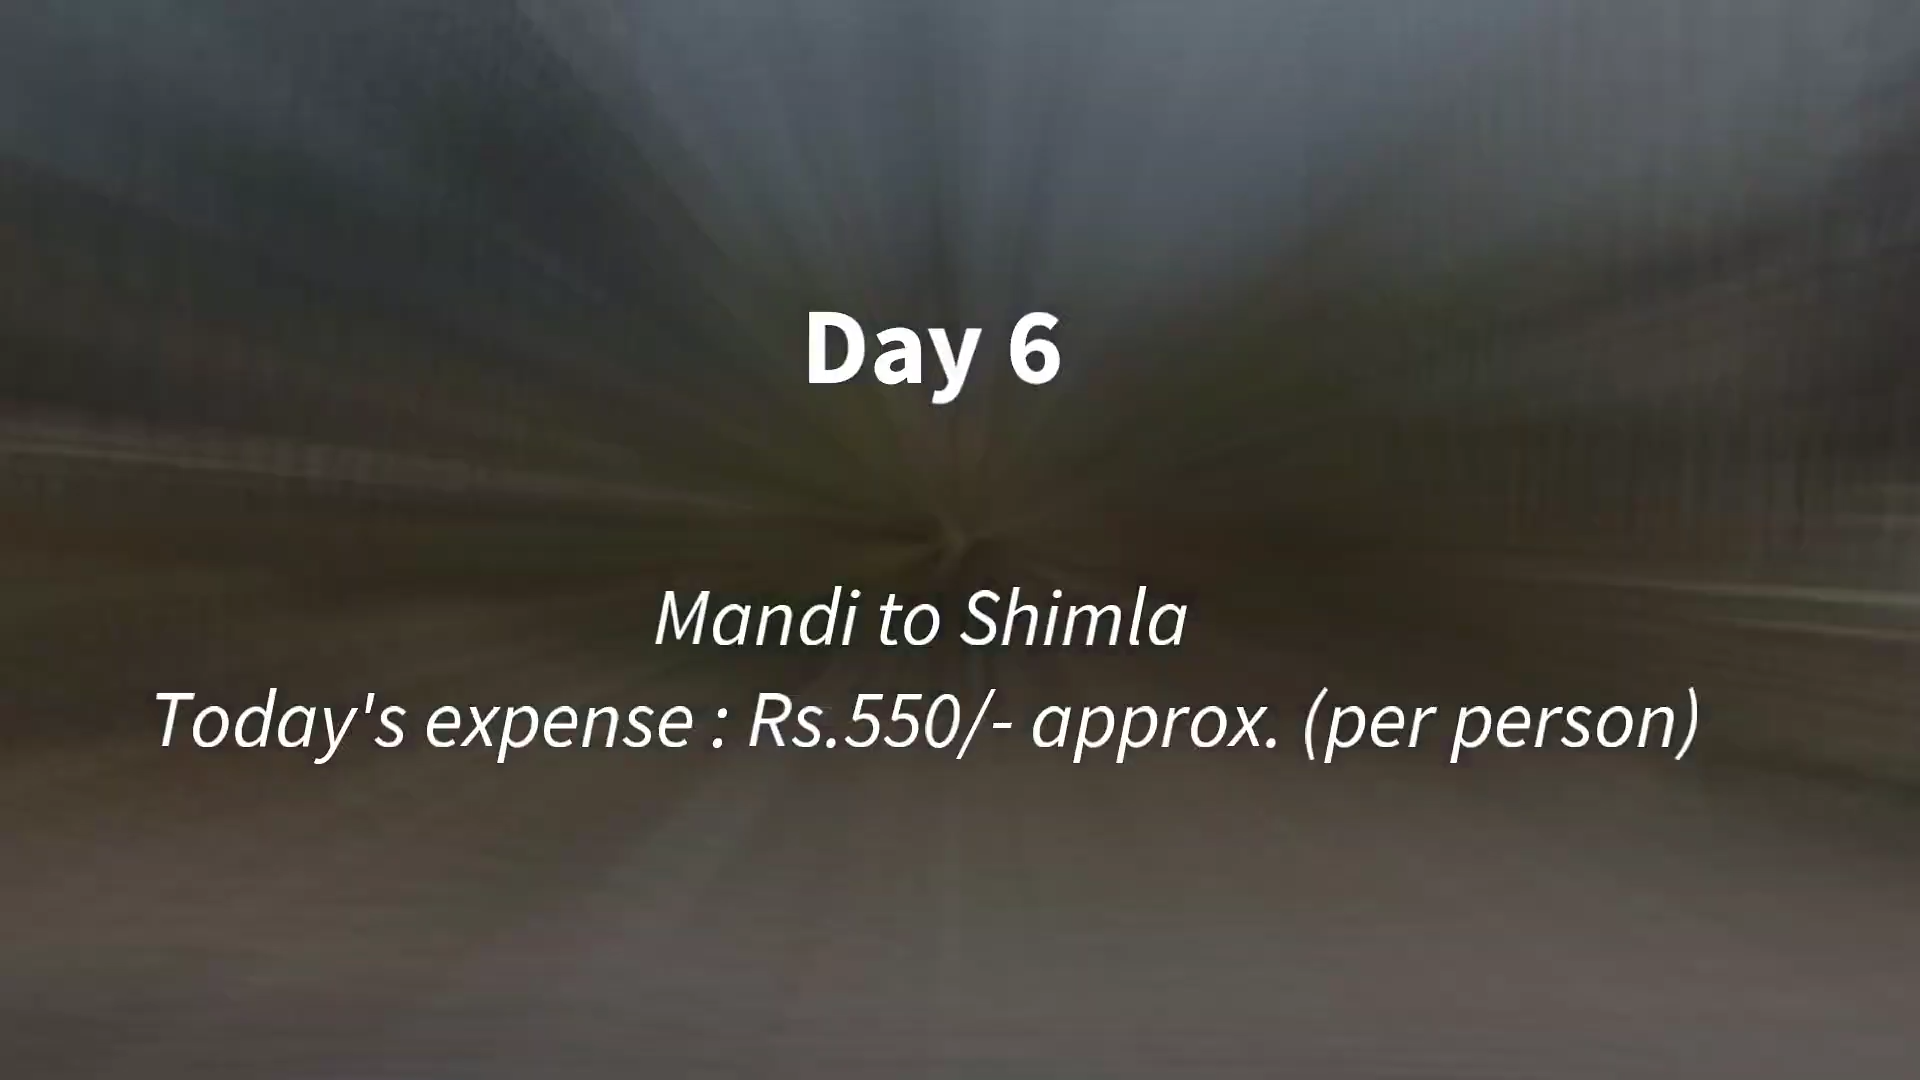 Day 6
Mandi to Shimla
Today's expense : Rs.550/- approx. (per person)